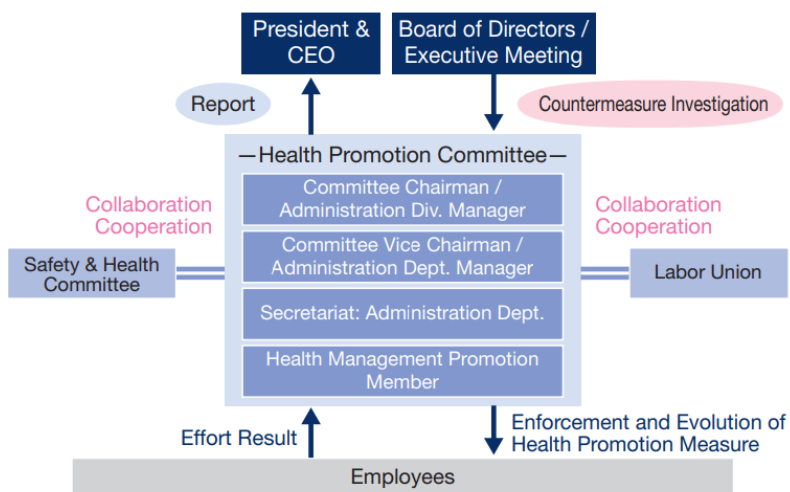 President &
CEO
Board of Directors /
Executive Meeting
Report
Countermeasure Investigation
—Health Promotion Committee—
Committee Chairman /
Administration Div. Manager
Committee Vice Chairman /
Administration Dept. Manager
Secretariat: Administration Dept.
Health Management Promotion
Member
Collaboration
Cooperation
Safety & Health
Committee
Collaboration
Cooperation
Labor Union
Effort Result
Enforcement and Evolution of
Health Promotion Measure
Employees